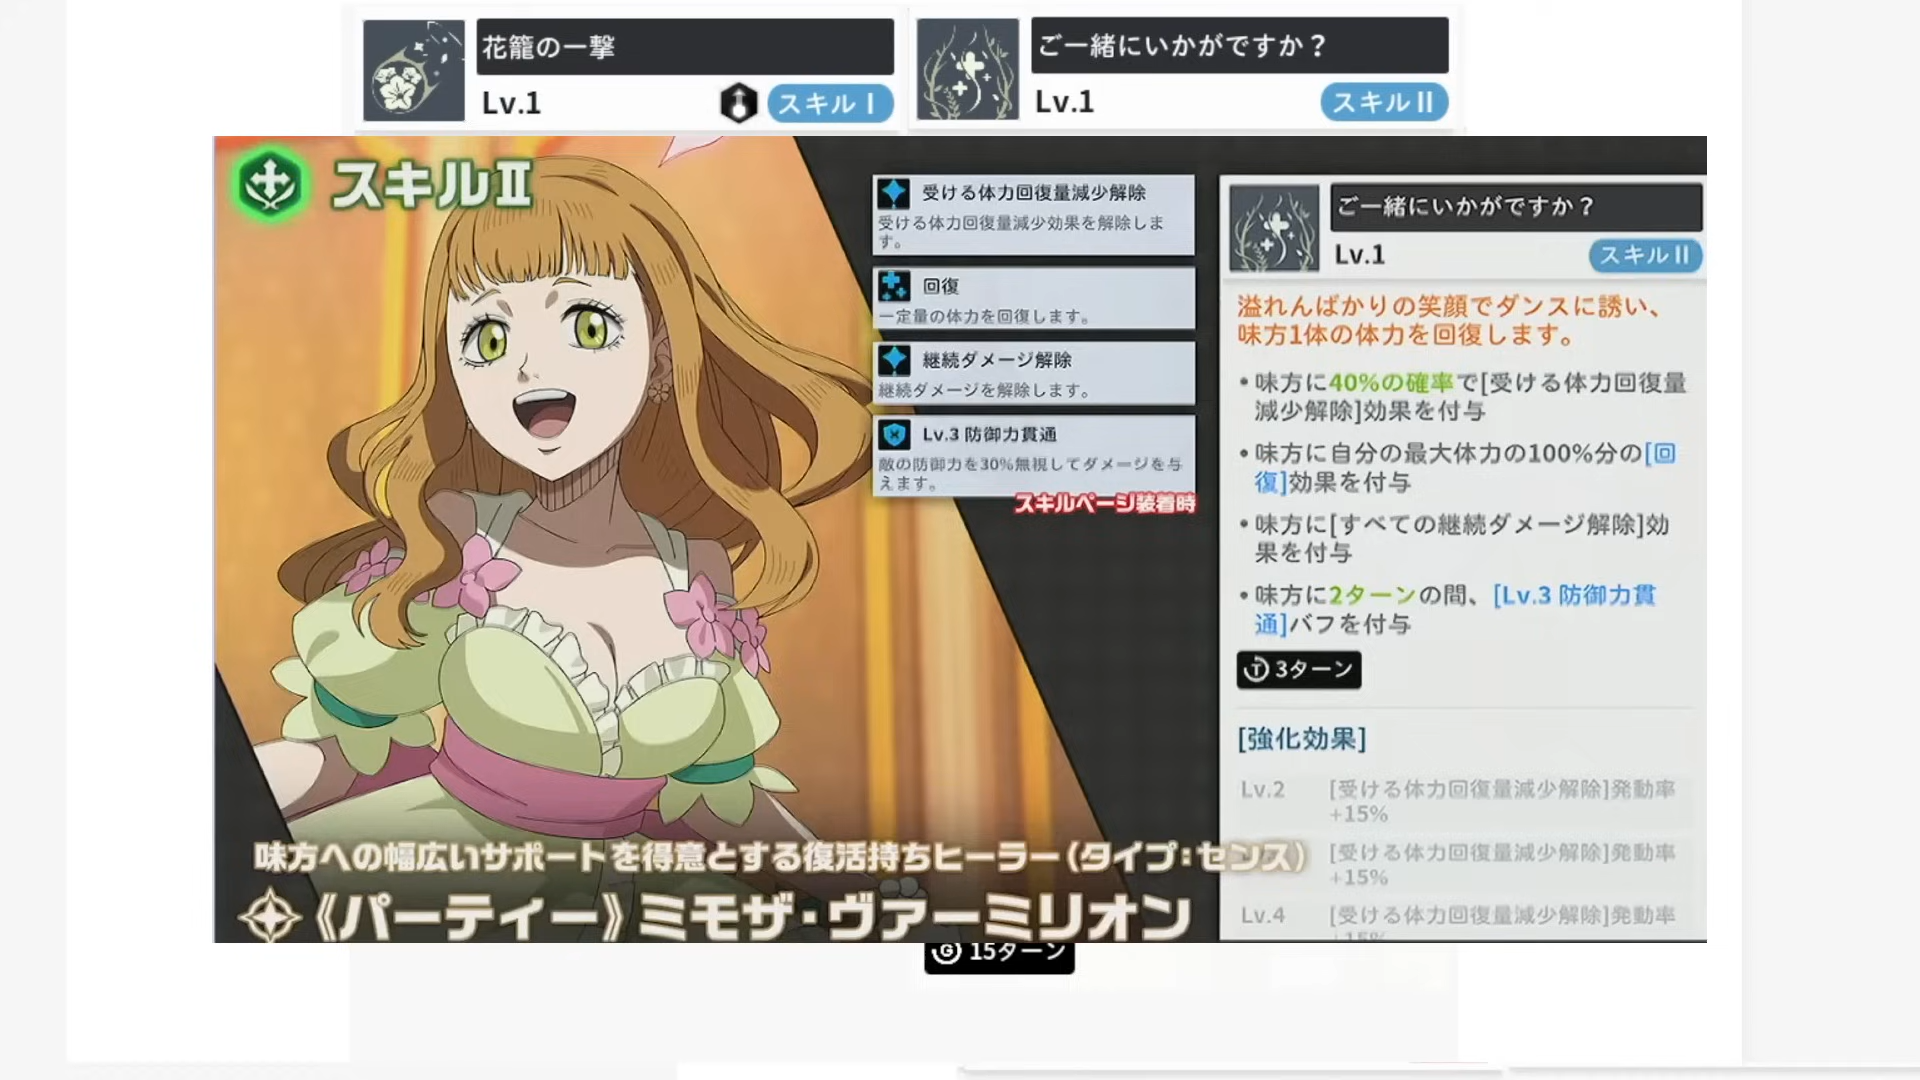 花籠の一撃
Lv.1
スキルI
ご一緒にいかがですか？
Lv.1
スキルII
スキルII
受ける体力回復量減少解除
受ける体力回復量減少効果を解除しま
す。
回復
一定量の体力を回復します。
継続ダメージ解除
継続ダメージを解除します。
Lv.3 防御力貫通
敵の防御力を30%無視してダメージを与
えます。
スキルページ装着時
ご一緒にいかがですか？
Lv.1
スキルII
溢れんばかりの笑顔でダンスに誘い、
味方1体の体力を回復します。
•味方に40%の確率で[受ける体力回復量
減少解除]効果を付与
•味方に自分の最大体力の100%分の[回
復]効果を付与
•味方に[すべての継続ダメージ解除]効
果を付与
•味方に2ターンの間、[Lv.3 防御力貫
通]バフを付与
3ターン
[強化効果]
Lv.2 [受ける体力回復量減少解除]発動率
+15%
[受ける体力回復量減少解除]発動率
+15%
Lv.4 [受ける体力回復量減少解除]発動率
+15%
味方への幅広いサポートを得意とする復活持ちヒーラー（タイプ：センス）
《パーティー》ミモザ・ヴァーミリオン
15ターン